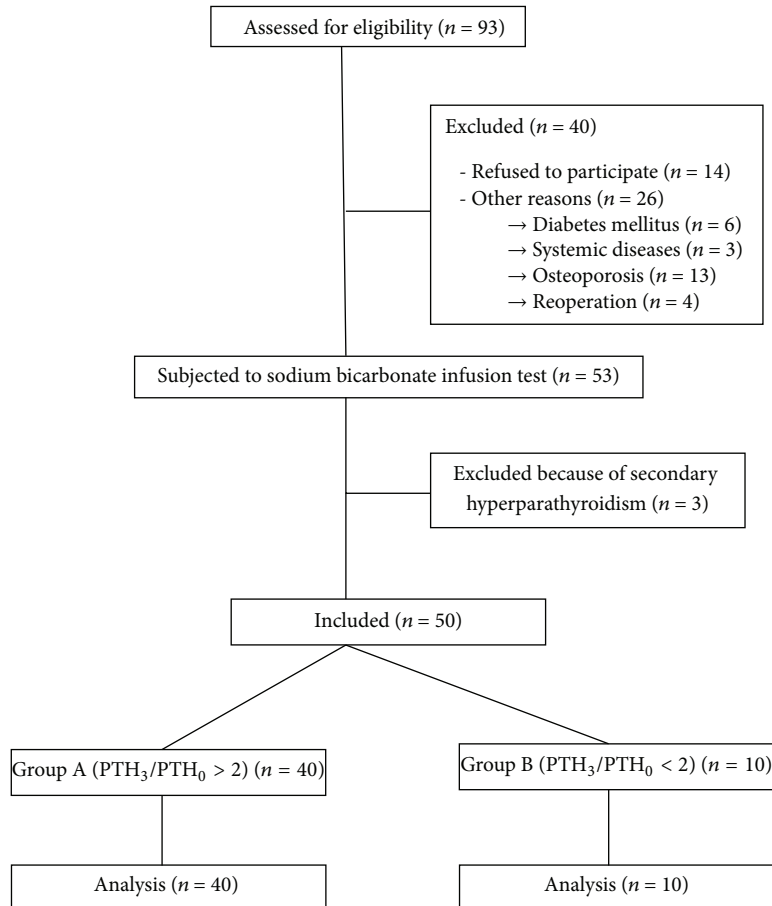 Assessed for eligibility (n = 93)
Excluded (n = 40)
- Refused to participate (n = 14)
- Other reasons (n = 26)
→ Diabetes mellitus (n = 6)
→ Systemic diseases (n = 3)
→ Osteoporosis (n = 13)
→ Reoperation (n = 4)
Subjected to sodium bicarbonate infusion test (n = 53)
Excluded because of secondary
hyperparathyroidism (n = 3)
Included (n = 50)
Group A (PTH₃/PTH₀ > 2) (n = 40)
Group B (PTH₃/PTH₀ < 2) (n = 10)
Analysis (n = 40)
Analysis (n = 10)